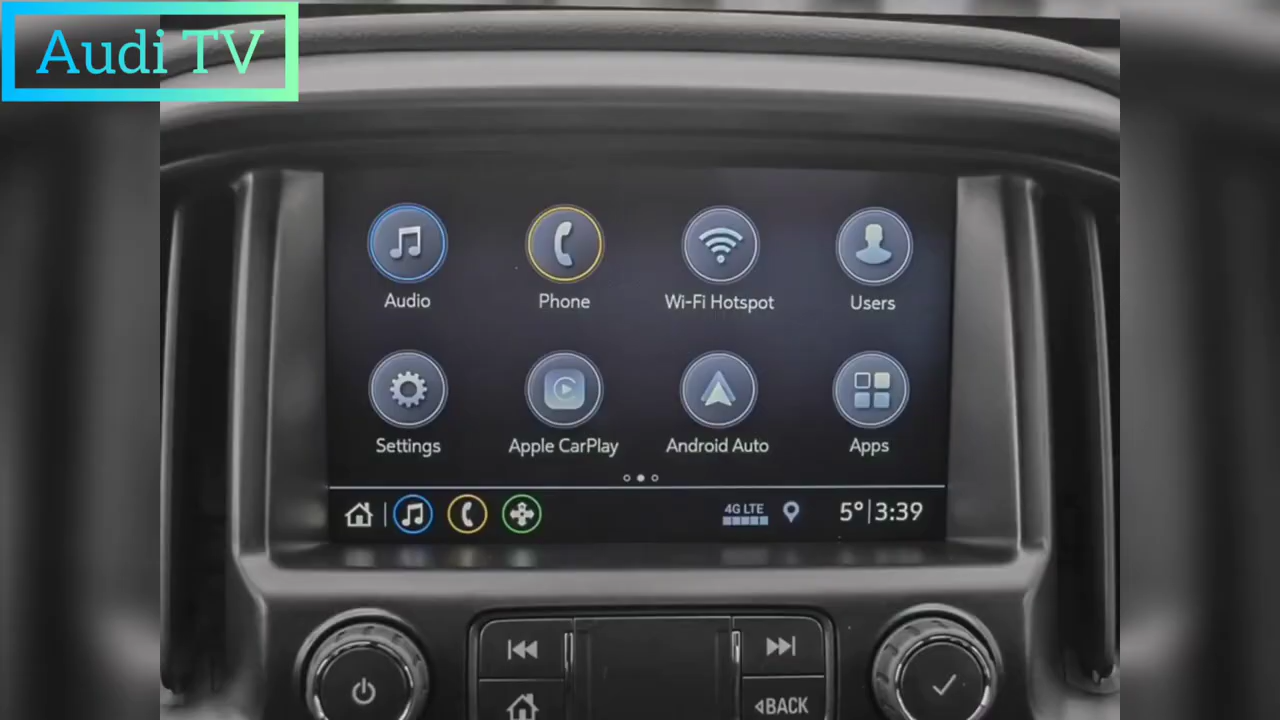 Audi TV
Audio
Phone
Wi-Fi Hotspot
Users
Settings
Apple CarPlay
Android Auto
Apps
4G LTE
5° 3:39
BACK